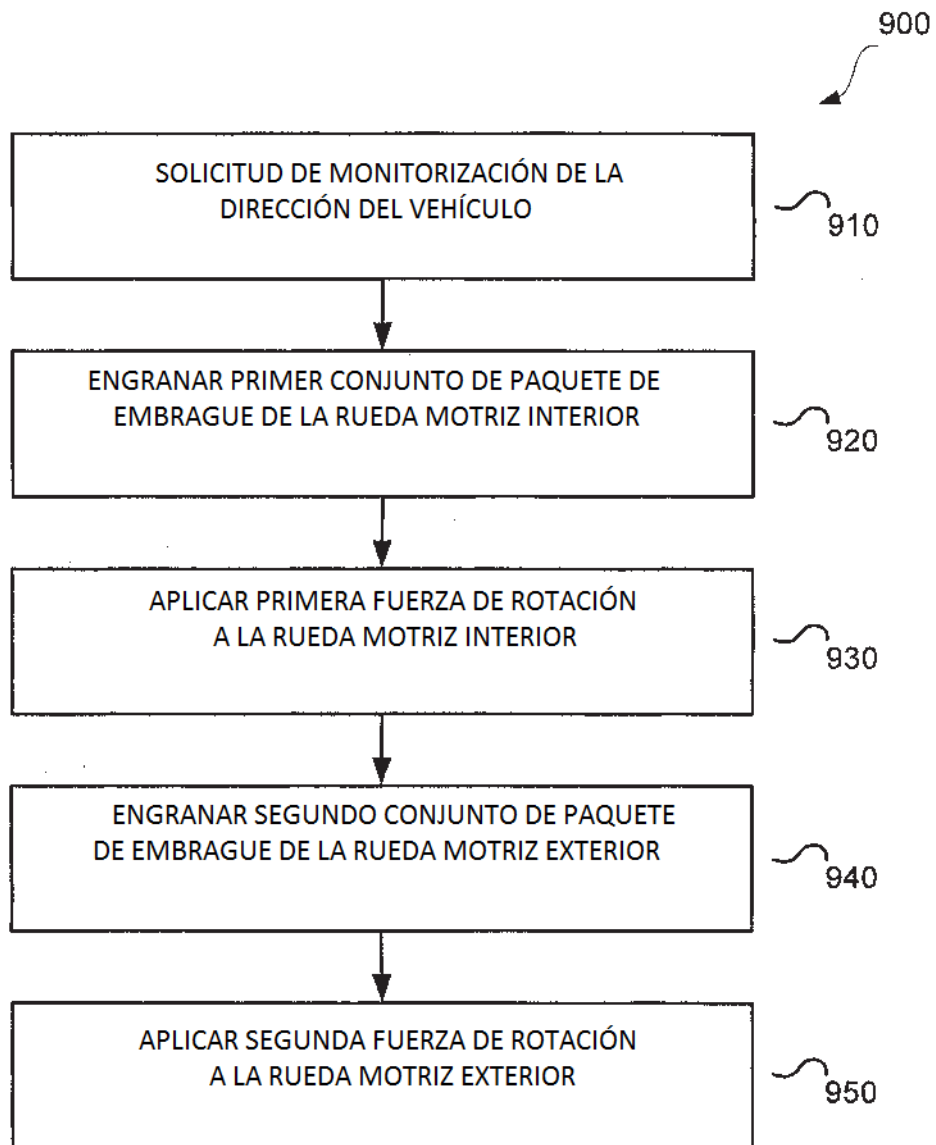 900
SOLICITUD DE MONITORIZACIÓN DE LA
DIRECCIÓN DEL VEHÍCULO
910
ENGRANAR PRIMER CONJUNTO DE PAQUETE DE
EMBRAGUE DE LA RUEDA MOTRIZ INTERIOR
920
APLICAR PRIMERA FUERZA DE ROTACIÓN
A LA RUEDA MOTRIZ INTERIOR
930
ENGRANAR SEGUNDO CONJUNTO DE PAQUETE
DE EMBRAGUE DE LA RUEDA MOTRIZ EXTERIOR
940
APLICAR SEGUNDA FUERZA DE ROTACIÓN
A LA RUEDA MOTRIZ EXTERIOR
950